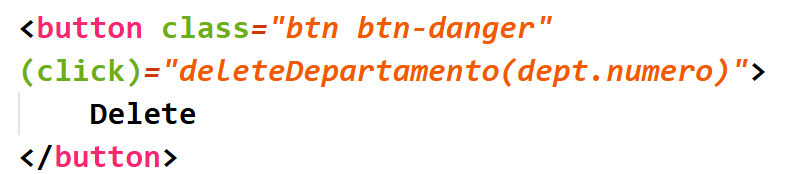 <button class="btn btn-danger"
(click)="deleteDepartamento(dept.numero)">
Delete
</button>